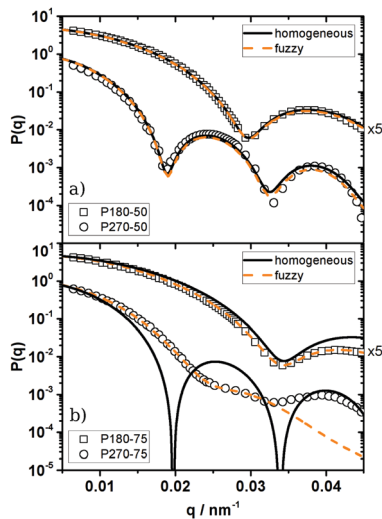 10¹
homogeneous
fuzzy
10⁰
10⁻¹
10⁻²
x5
P(q)
10⁻³
a)
10⁻⁴
P180-50
P270-50
10¹
homogeneous
fuzzy
10⁰
10⁻¹
10⁻²
x5
P(q)
10⁻³
b)
10⁻⁴
P180-75
P270-75
10⁻⁵
0.01 0.02 0.03 0.04
q / nm⁻¹